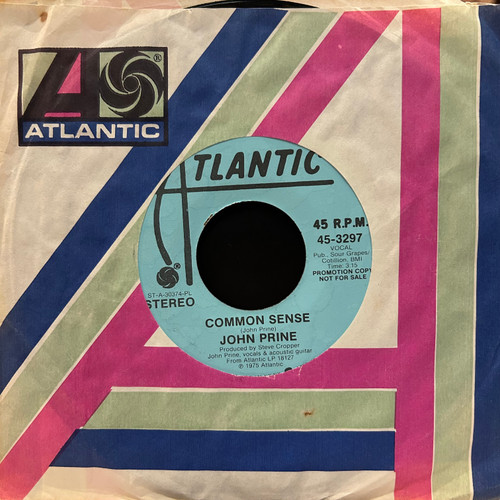 ATLANTIC
®
ATLANTIC
45 R.P.M.
45-3297
VOCAL
Pub., Sour Grapes/
Cotillion, BMI
Time: 3:15
PROMOTION COPY
NOT FOR SALE
ST-A-30374-PL
STEREO
COMMON SENSE
(John Prine)
JOHN PRINE
Produced by Steve Cropper
John Prine, vocals & acoustic guitar
From Atlantic LP 18127
℗ 1975 Atlantic